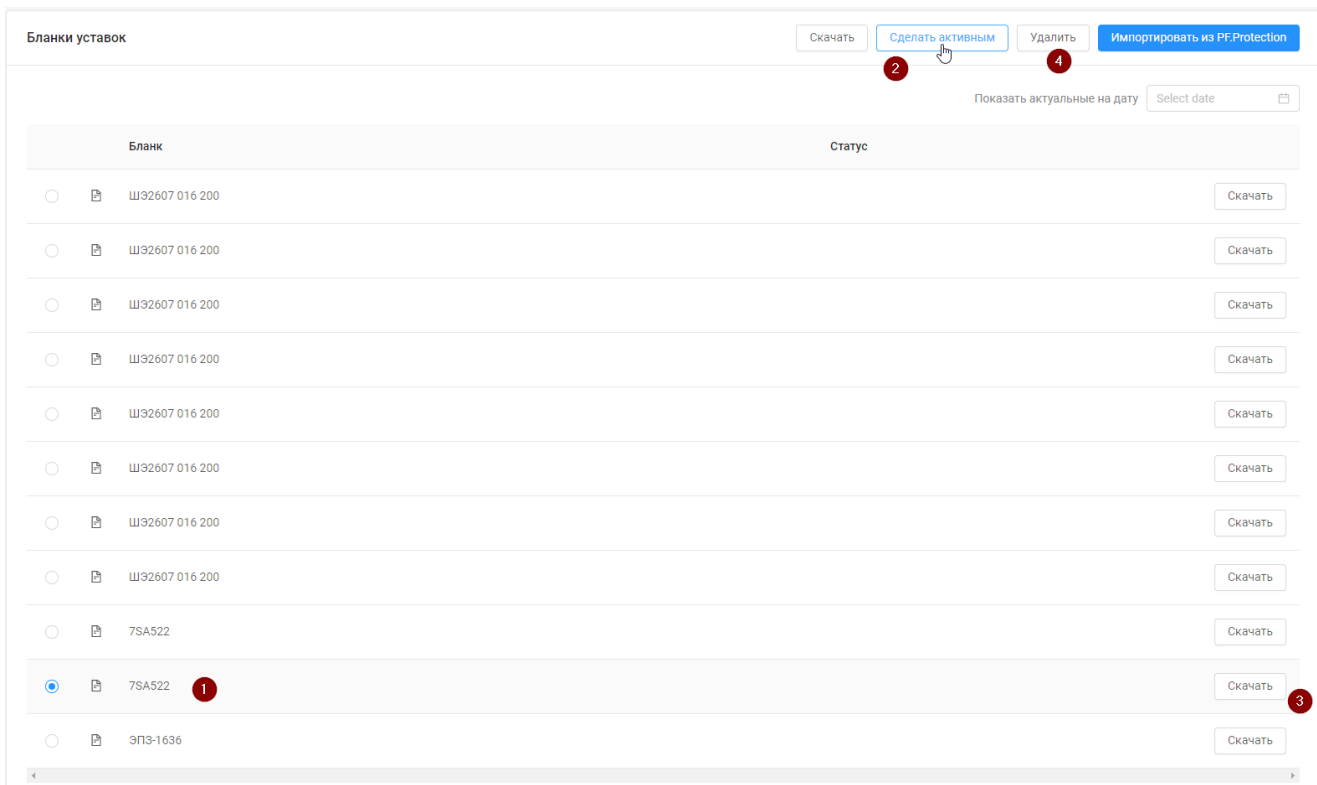 Бланки уставок Скачать Сделать активным Удалить Импортировать из PF.Protection
2 4
Показать актуальные на дату Select date
Бланк Статус
ШЭ2607 016 200 Скачать
ШЭ2607 016 200 Скачать
ШЭ2607 016 200 Скачать
ШЭ2607 016 200 Скачать
ШЭ2607 016 200 Скачать
ШЭ2607 016 200 Скачать
ШЭ2607 016 200 Скачать
ШЭ2607 016 200 Скачать
7SA522 Скачать
7SA522 1 Скачать 3
ЭПЗ-1636 Скачать